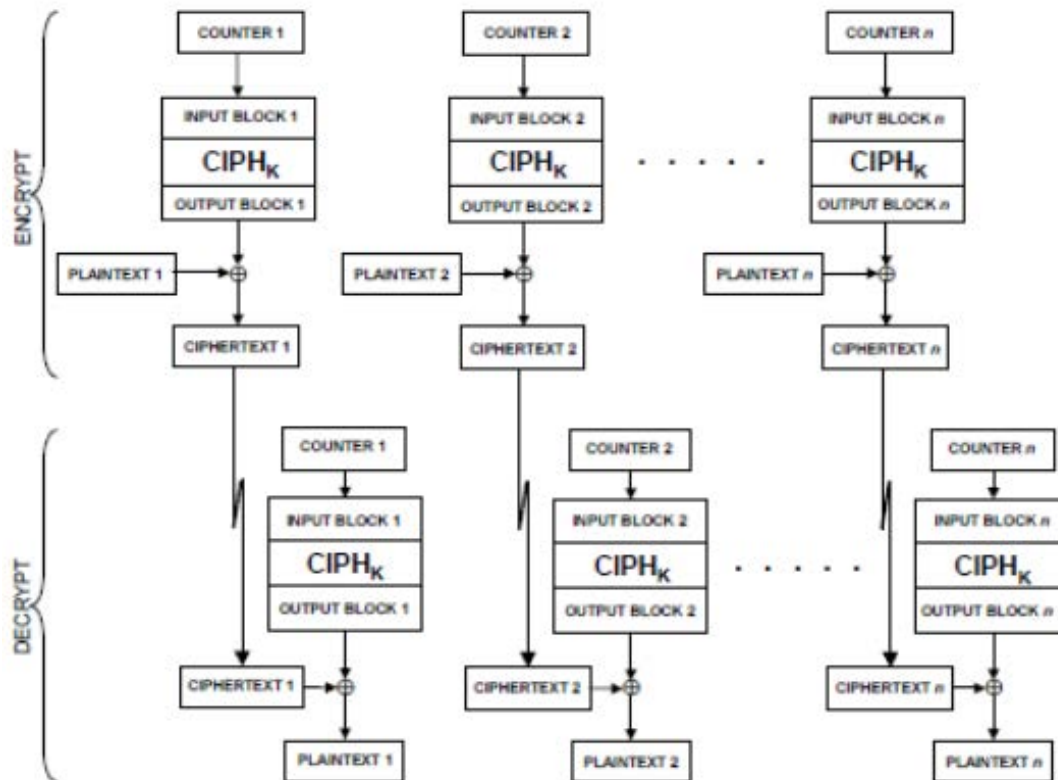 ENCRYPT
COUNTER 1 COUNTER 2 COUNTER n
INPUT BLOCK 1 INPUT BLOCK 2 INPUT BLOCK n
CIPHK CIPHK CIPHK
OUTPUT BLOCK 1 OUTPUT BLOCK 2 OUTPUT BLOCK n
PLAINTEXT 1 PLAINTEXT 2 PLAINTEXT n
CIPHERTEXT 1 CIPHERTEXT 2 CIPHERTEXT n
DECRYPT
COUNTER 1 COUNTER 2 COUNTER n
INPUT BLOCK 1 INPUT BLOCK 2 INPUT BLOCK n
CIPHK CIPHK CIPHK
OUTPUT BLOCK 1 OUTPUT BLOCK 2 OUTPUT BLOCK n
CIPHERTEXT 1 CIPHERTEXT 2 CIPHERTEXT n
PLAINTEXT 1 PLAINTEXT 2 PLAINTEXT n